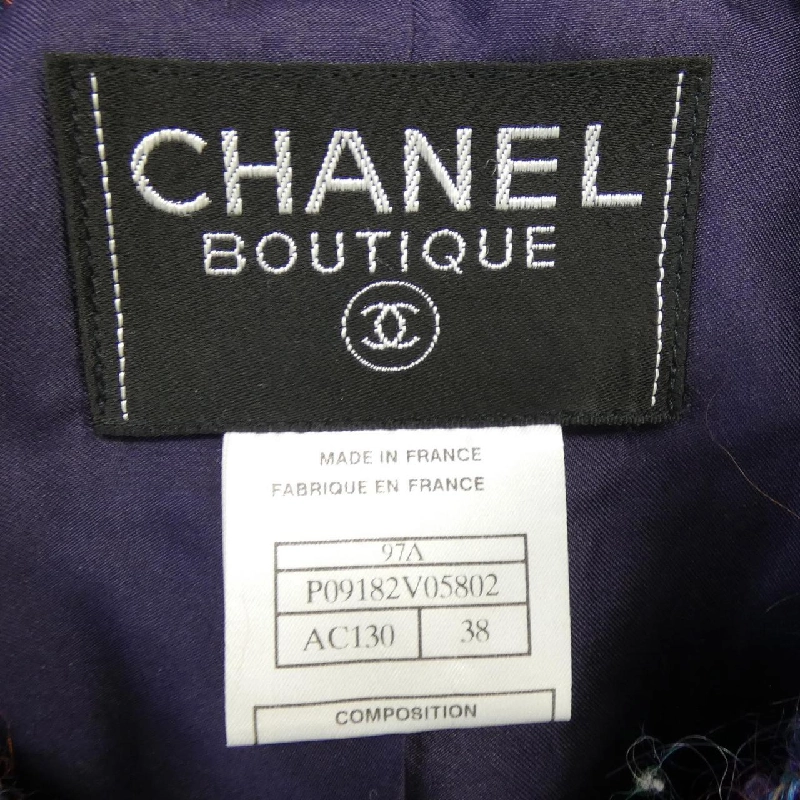 CHANEL
BOUTIQUE
MADE IN FRANCE
FABRIQUE EN FRANCE
97A
P09182V05802
AC130 38
COMPOSITION